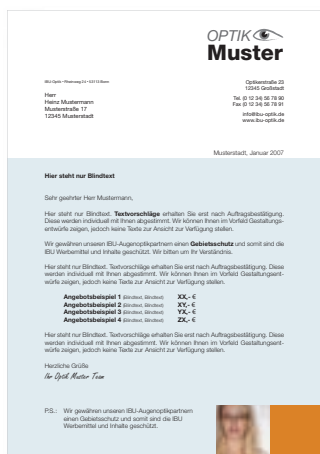 OPTIK
Muster
IBU-Optik • Rheinweg 24 • 53113 Bonn
Optikerstraße 23
12345 Großstadt
Herr
Heinz Mustermann
Musterstraße 17
12345 Musterstadt
Tel. (0 12 34) 56 78 90
Fax (0 12 34) 56 78 91
info@ibu-optik.de
www.ibu-optik.de
Musterstadt, Januar 2007
Hier steht nur Blindtext
Sehr geehrter Herr Mustermann,
Hier steht nur Blindtext. Textvorschläge erhalten Sie erst nach Auftragsbestätigung.
Diese werden individuell mit Ihnen abgestimmt. Wir können Ihnen im Vorfeld Gestaltungs-
entwürfe zeigen, jedoch keine Texte zur Ansicht zur Verfügung stellen.
Wir gewähren unseren IBU-Augenoptikpartnern einen Gebietsschutz und somit sind die
IBU Werbemittel und Inhalte geschützt. Wir bitten um Ihr Verständnis.
Hier steht nur Blindtext. Textvorschläge erhalten Sie erst nach Auftragsbestätigung. Diese
werden individuell mit Ihnen abgestimmt. Wir können Ihnen im Vorfeld Gestaltungsent-
würfe zeigen, jedoch keine Texte zur Ansicht zur Verfügung stellen.
Angebotsbeispiel 1 (Blindtext, Blindtext) XX,- €
Angebotsbeispiel 2 (Blindtext, Blindtext) XY,- €
Angebotsbeispiel 3 (Blindtext, Blindtext) YX,- €
Angebotsbeispiel 4 (Blindtext, Blindtext) ZX,- €
Hier steht nur Blindtext. Textvorschläge erhalten Sie erst nach Auftragsbestätigung. Diese
werden individuell mit Ihnen abgestimmt. Wir können Ihnen im Vorfeld Gestaltungsent-
würfe zeigen, jedoch keine Texte zur Ansicht zur Verfügung stellen.
Herzliche Grüße
Ihr Optik Muster Team
P.S.: Wir gewähren unseren IBU-Augenoptikpartnern
einen Gebietsschutz und somit sind die IBU
Werbemittel und Inhalte geschützt.